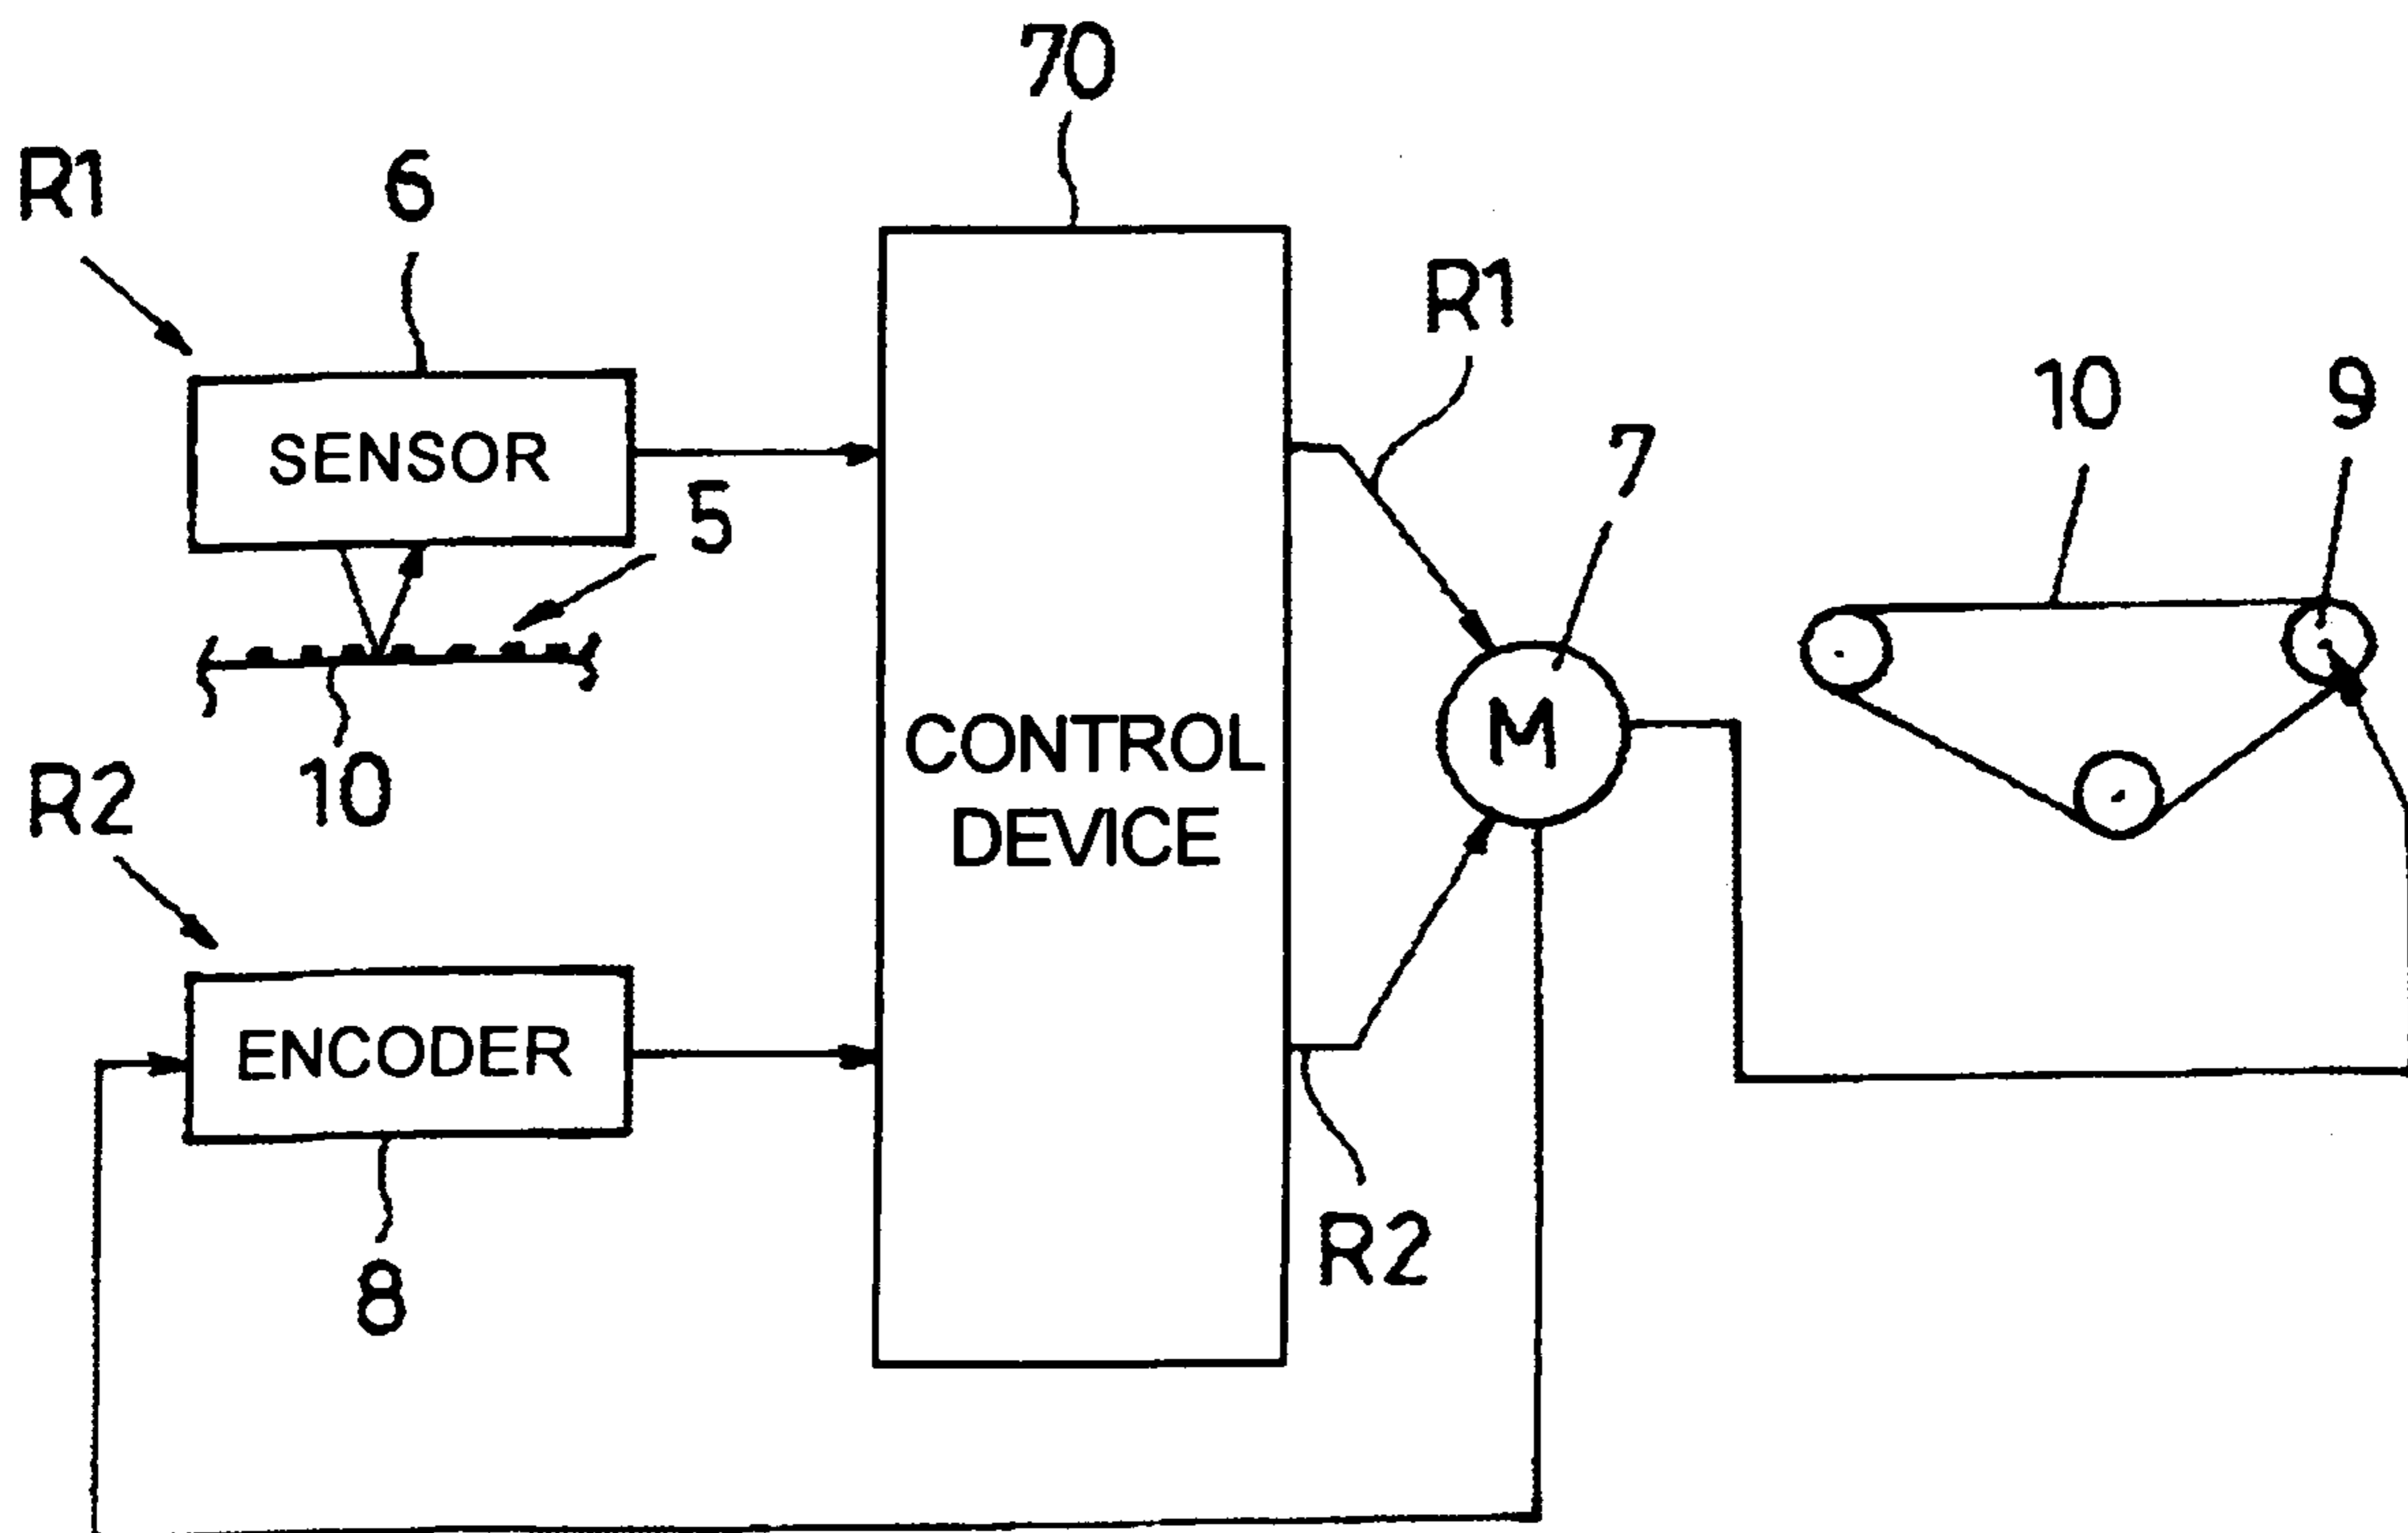 70
R1
6
R1
10
9
SENSOR
5
7
CONTROL
DEVICE
M
10
R2
ENCODER
R2
8